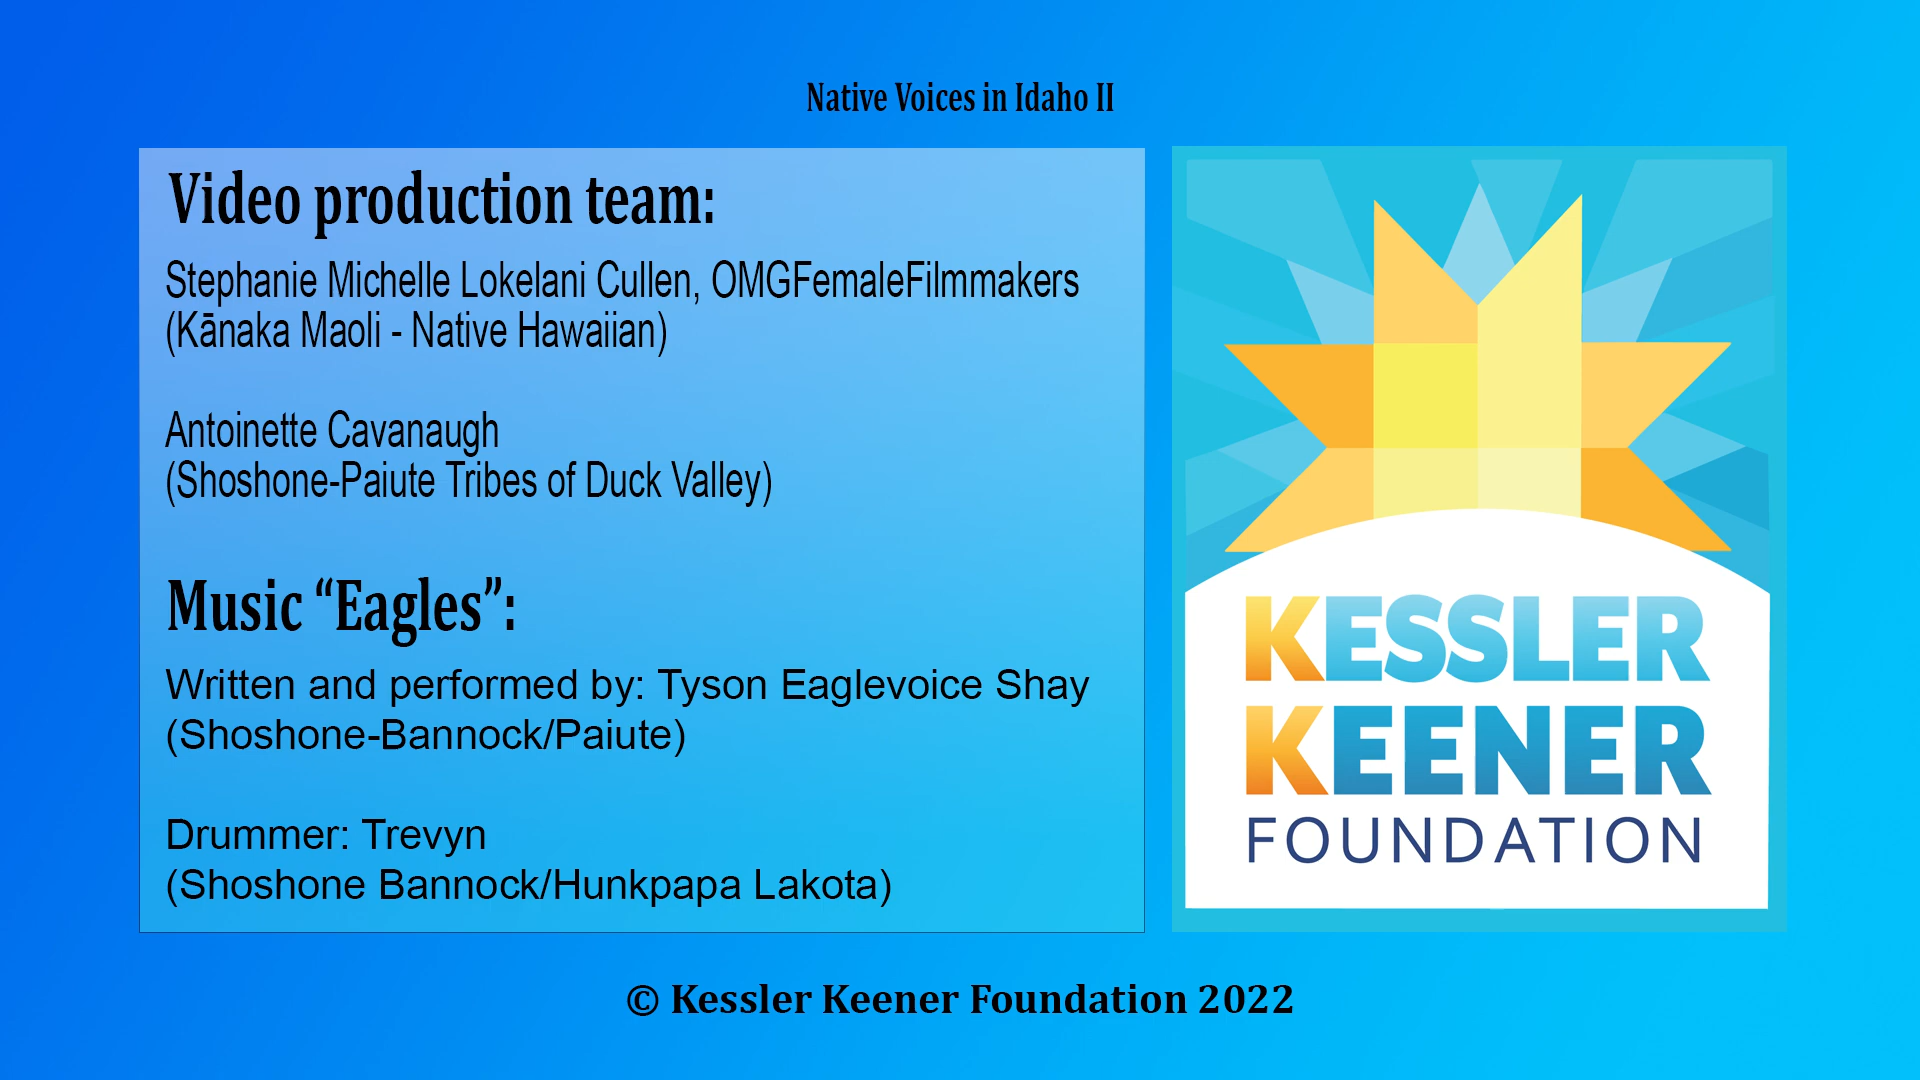 Native Voices in Idaho II
Video production team:
Stephanie Michelle Lokelani Cullen, OMGFemaleFilmmakers
(Kānaka Maoli - Native Hawaiian)
Antoinette Cavanaugh
(Shoshone-Paiute Tribes of Duck Valley)
Music “Eagles”:
Written and performed by: Tyson Eaglevoice Shay
(Shoshone-Bannock/Paiute)
Drummer: Trevyn
(Shoshone Bannock/Hunkpapa Lakota)
KESSLER
KEENER
FOUNDATION
© Kessler Keener Foundation 2022